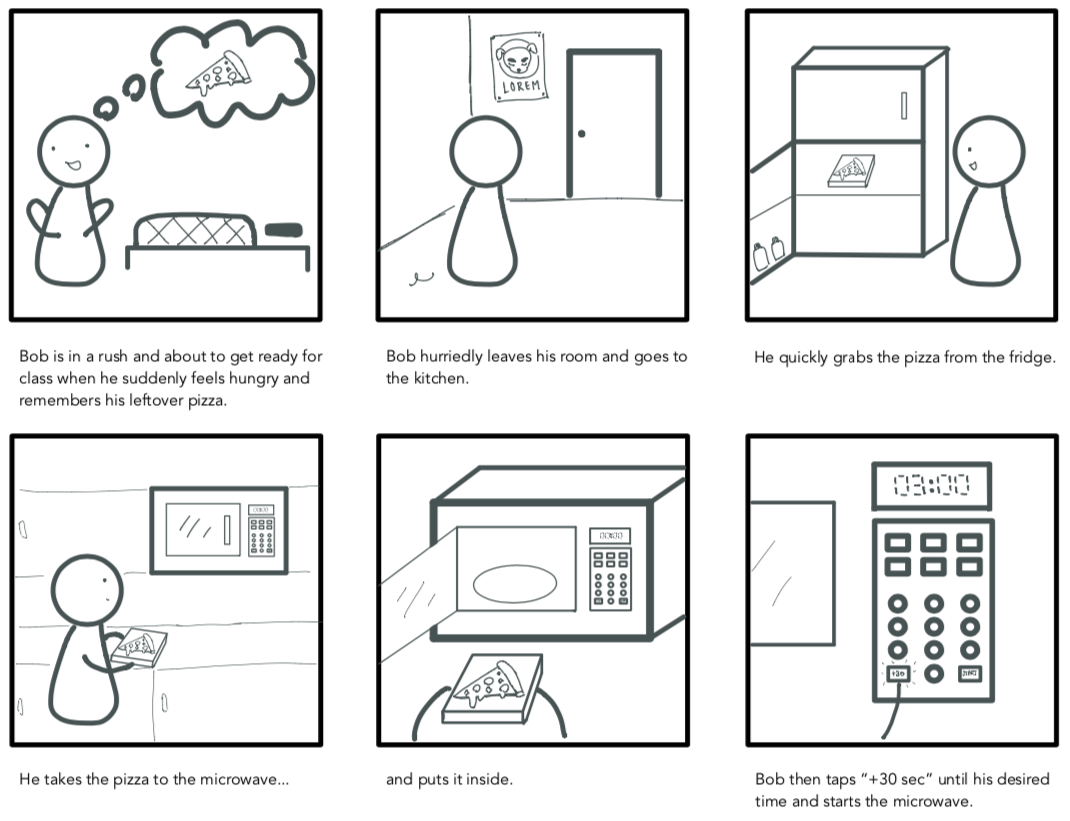 LOREM
Bob is in a rush and about to get ready for
class when he suddenly feels hungry and
remembers his leftover pizza.
Bob hurriedly leaves his room and goes to
the kitchen.
He quickly grabs the pizza from the fridge.
03:00
+30
He takes the pizza to the microwave...
and puts it inside.
Bob then taps “+30 sec” until his desired
time and starts the microwave.